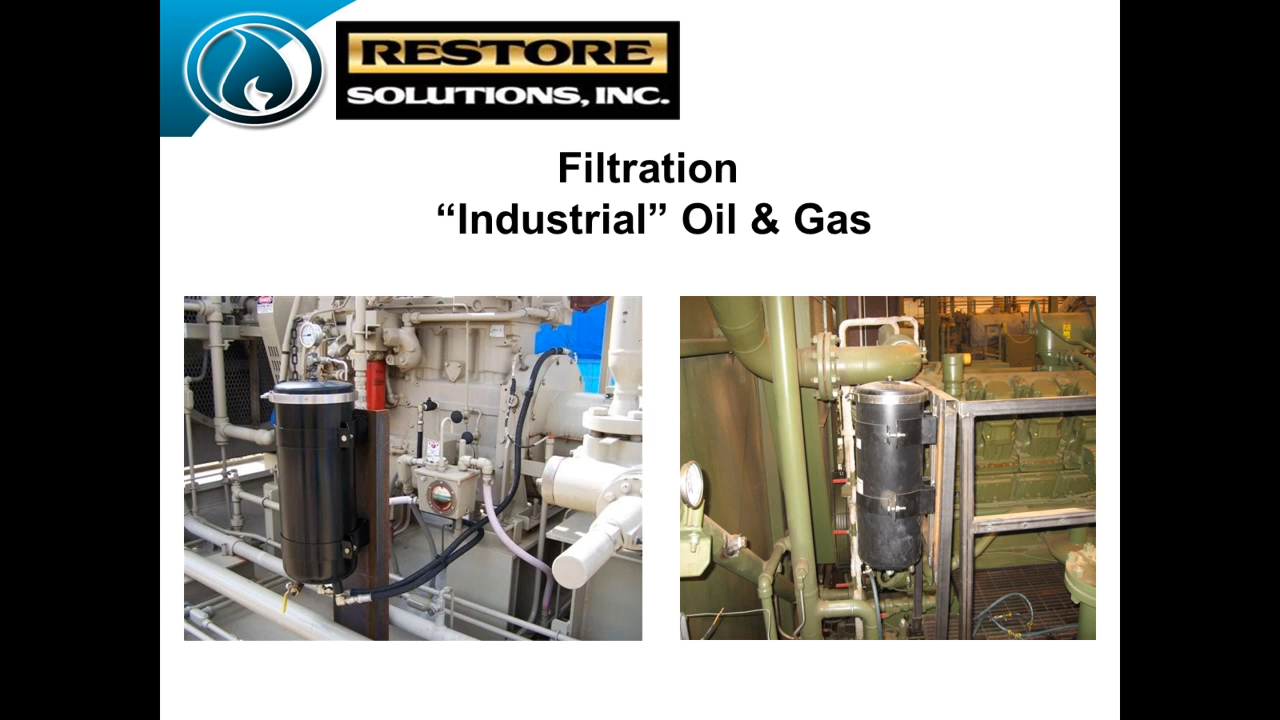 RESTORE
SOLUTIONS, INC.
Filtration
“Industrial” Oil & Gas